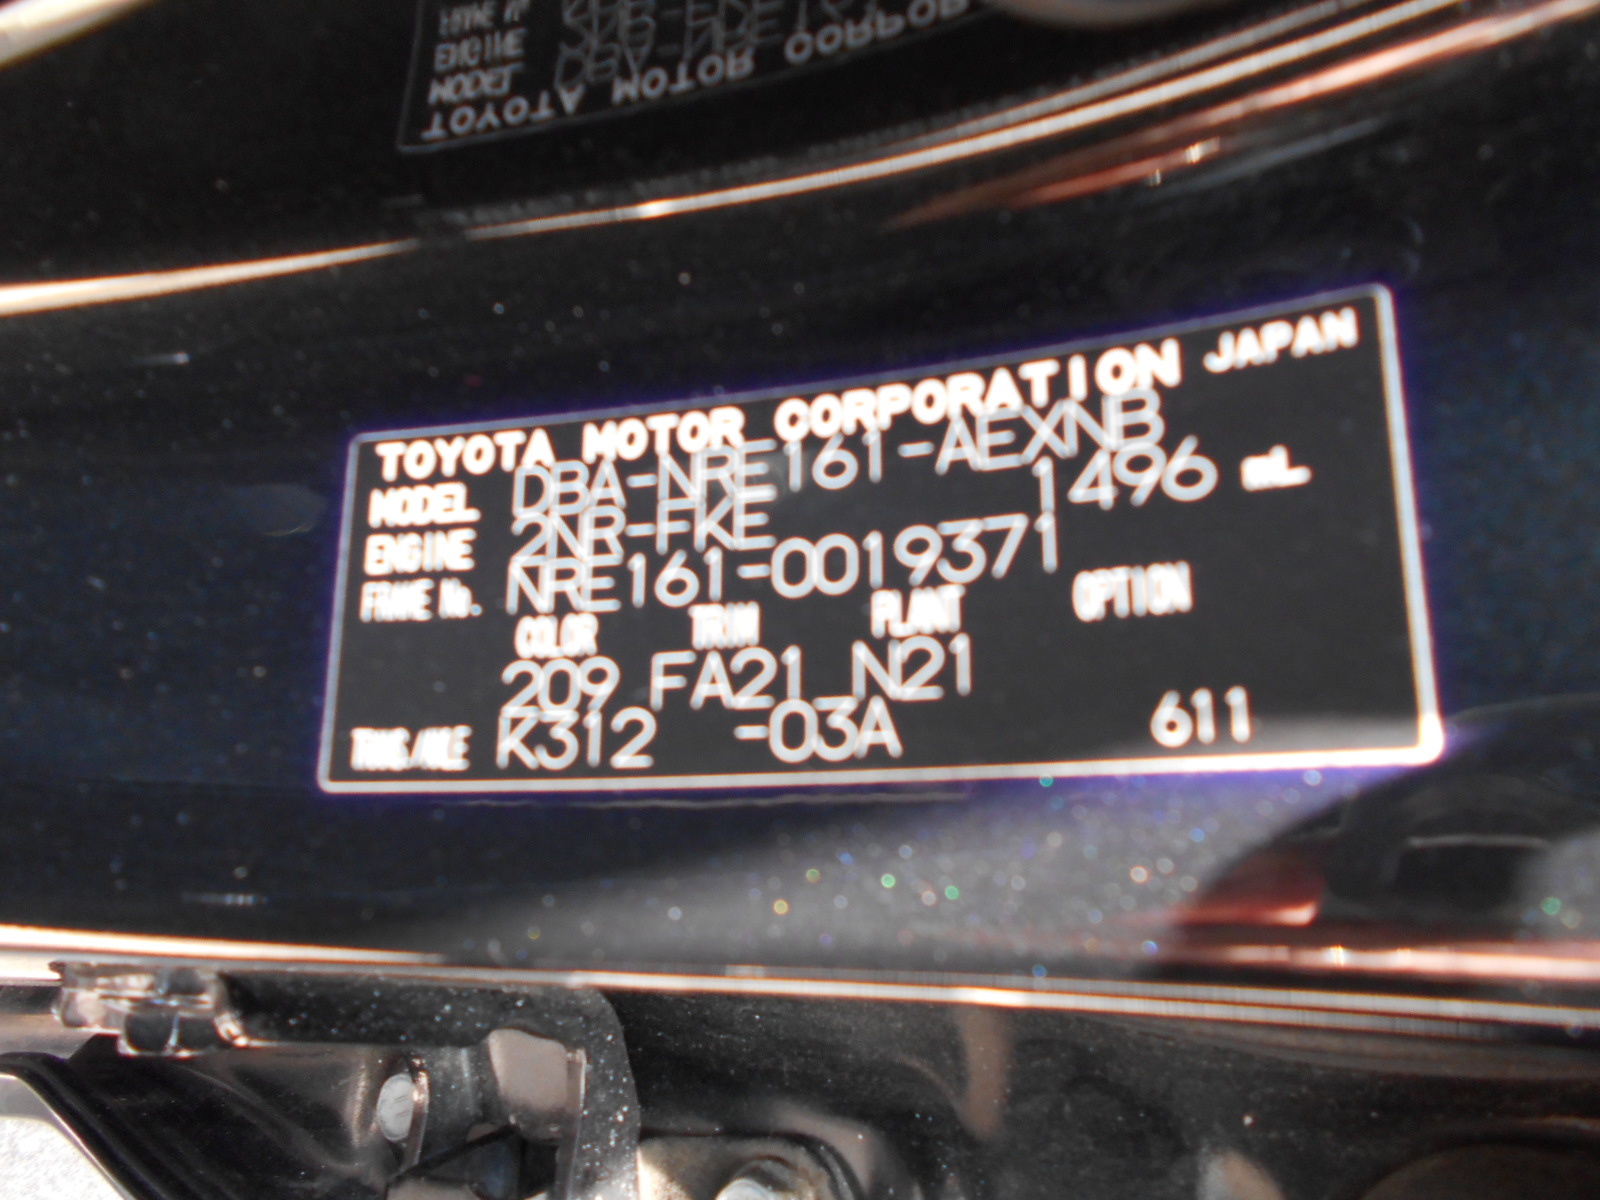 TOYOTA MOTOR CORPORATION JAPAN
MODEL DBA-NRE161-AEXNB
ENGINE 2NR-FKE 1496 mL
FRAME No. NRE161-0019371
COLOR TRIM PLANT OPTION
209 FA21 N21
TRNS/AXLE K312 -03A 611